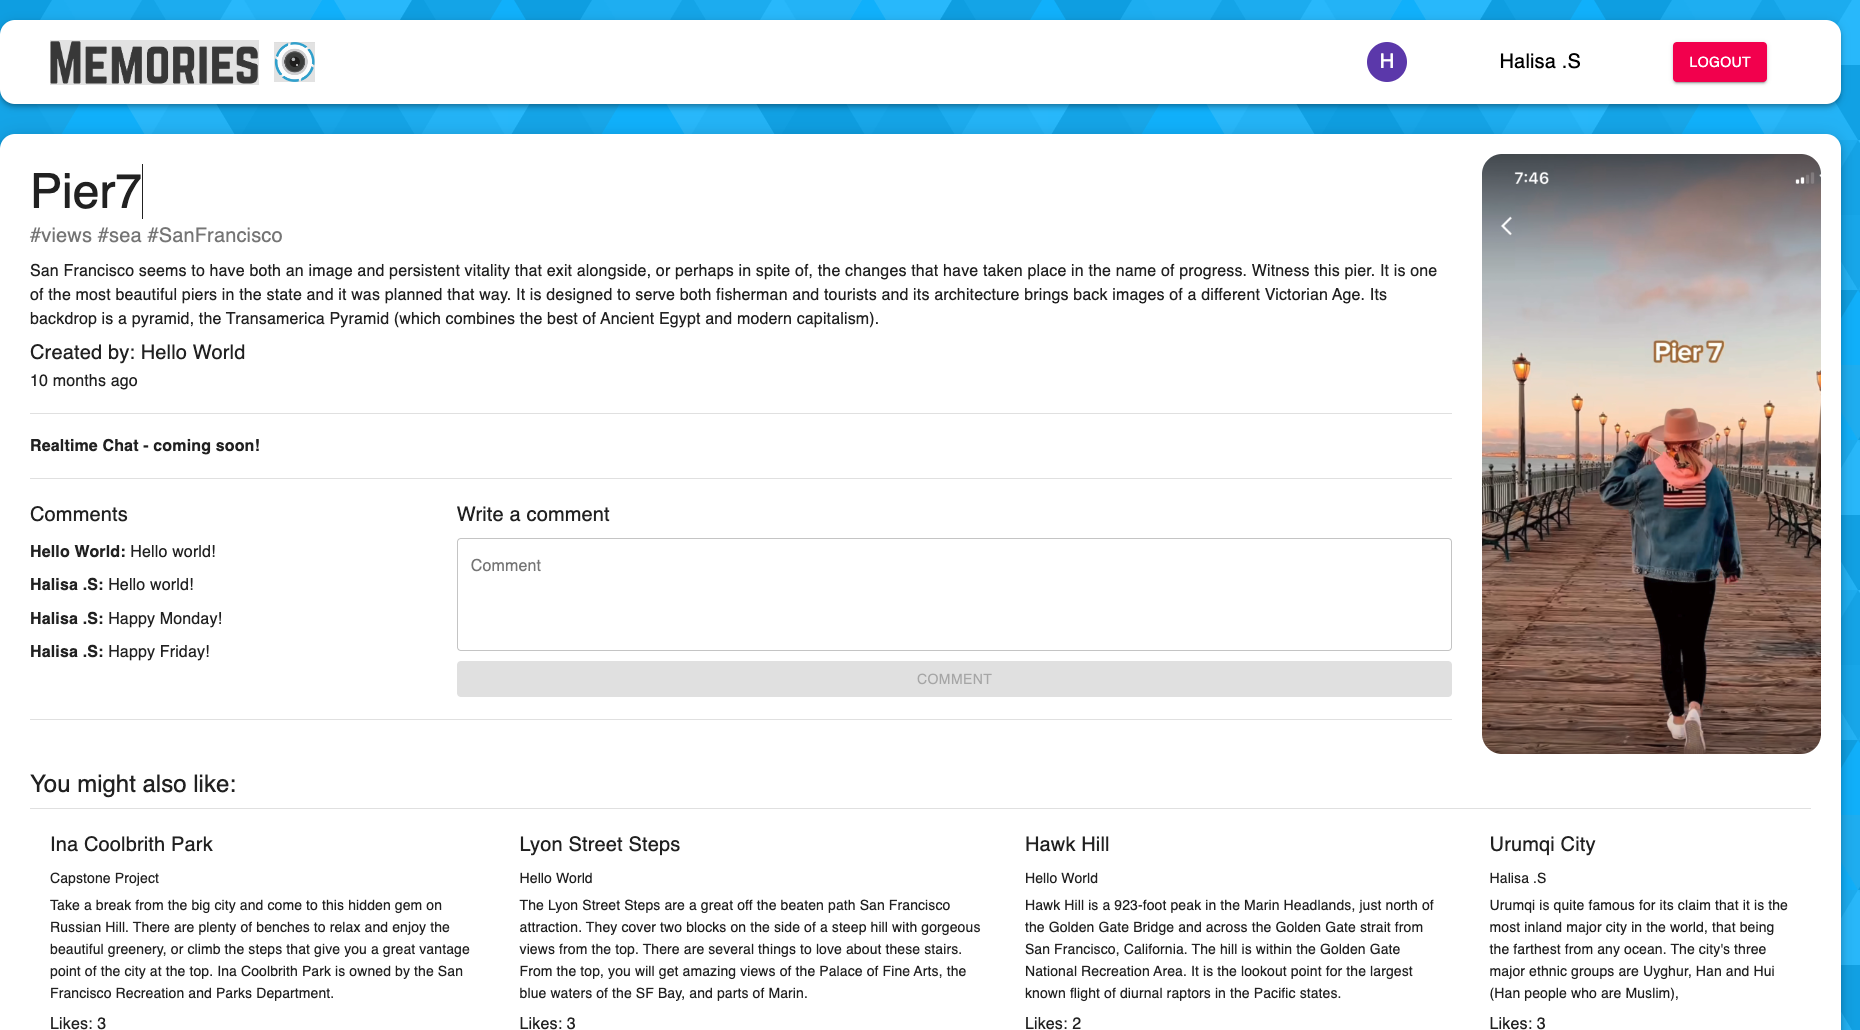 MEMORIES
H
Halisa .S
LOGOUT
Pier7
#views #sea #SanFrancisco
San Francisco seems to have both an image and persistent vitality that exit alongside, or perhaps in spite of, the changes that have taken place in the name of progress. Witness this pier. It is one
of the most beautiful piers in the state and it was planned that way. It is designed to serve both fisherman and tourists and its architecture brings back images of a different Victorian Age. Its
backdrop is a pyramid, the Transamerica Pyramid (which combines the best of Ancient Egypt and modern capitalism).
Created by: Hello World
10 months ago
Realtime Chat - coming soon!
Comments
Hello World: Hello world!
Halisa .S: Hello world!
Halisa .S: Happy Monday!
Halisa .S: Happy Friday!
Write a comment
Comment
COMMENT
7:46
Pier 7
You might also like:
Ina Coolbrith Park
Capstone Project
Take a break from the big city and come to this hidden gem on
Russian Hill. There are plenty of benches to relax and enjoy the
beautiful greenery, or climb the steps that give you a great vantage
point of the city at the top. Ina Coolbrith Park is owned by the San
Francisco Recreation and Parks Department.
Likes: 3
Lyon Street Steps
Hello World
The Lyon Street Steps are a great off the beaten path San Francisco
attraction. They cover two blocks on the side of a steep hill with gorgeous
views from the top. There are several things to love about these stairs.
From the top, you will get amazing views of the Palace of Fine Arts, the
blue waters of the SF Bay, and parts of Marin.
Likes: 3
Hawk Hill
Hello World
Hawk Hill is a 923-foot peak in the Marin Headlands, just north of
the Golden Gate Bridge and across the Golden Gate strait from
San Francisco, California. The hill is within the Golden Gate
National Recreation Area. It is the lookout point for the largest
known flight of diurnal raptors in the Pacific states.
Likes: 2
Urumqi City
Halisa .S
Urumqi is quite famous for its claim that it is the
most inland major city in the world, that being
the farthest from any ocean. The city's three
major ethnic groups are Uyghur, Han and Hui
(Han people who are Muslim),
Likes: 3